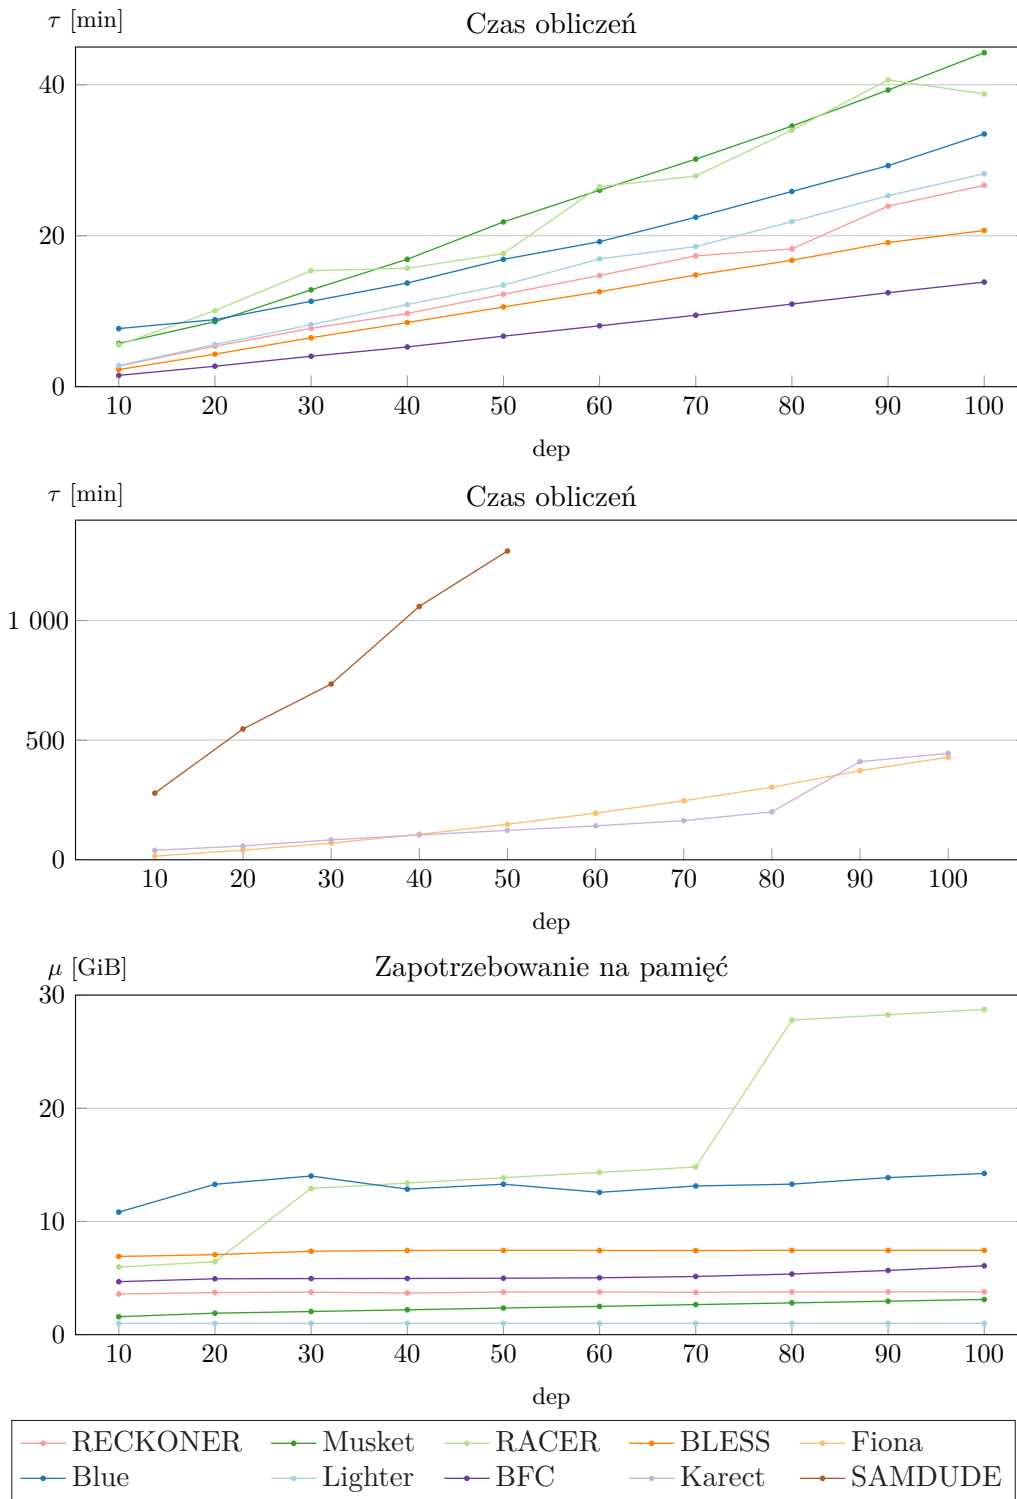 τ [min]
Czas obliczeń
40
20
0
10 20 30 40 50 60 70 80 90 100
dep
τ [min]
Czas obliczeń
1 000
500
0
10 20 30 40 50 60 70 80 90 100
dep
μ [GiB]
Zapotrzebowanie na pamięć
30
20
10
0
10 20 30 40 50 60 70 80 90 100
dep
RECKONER Musket RACER BLESS Fiona
Blue Lighter BFC Karect SAMDUDE